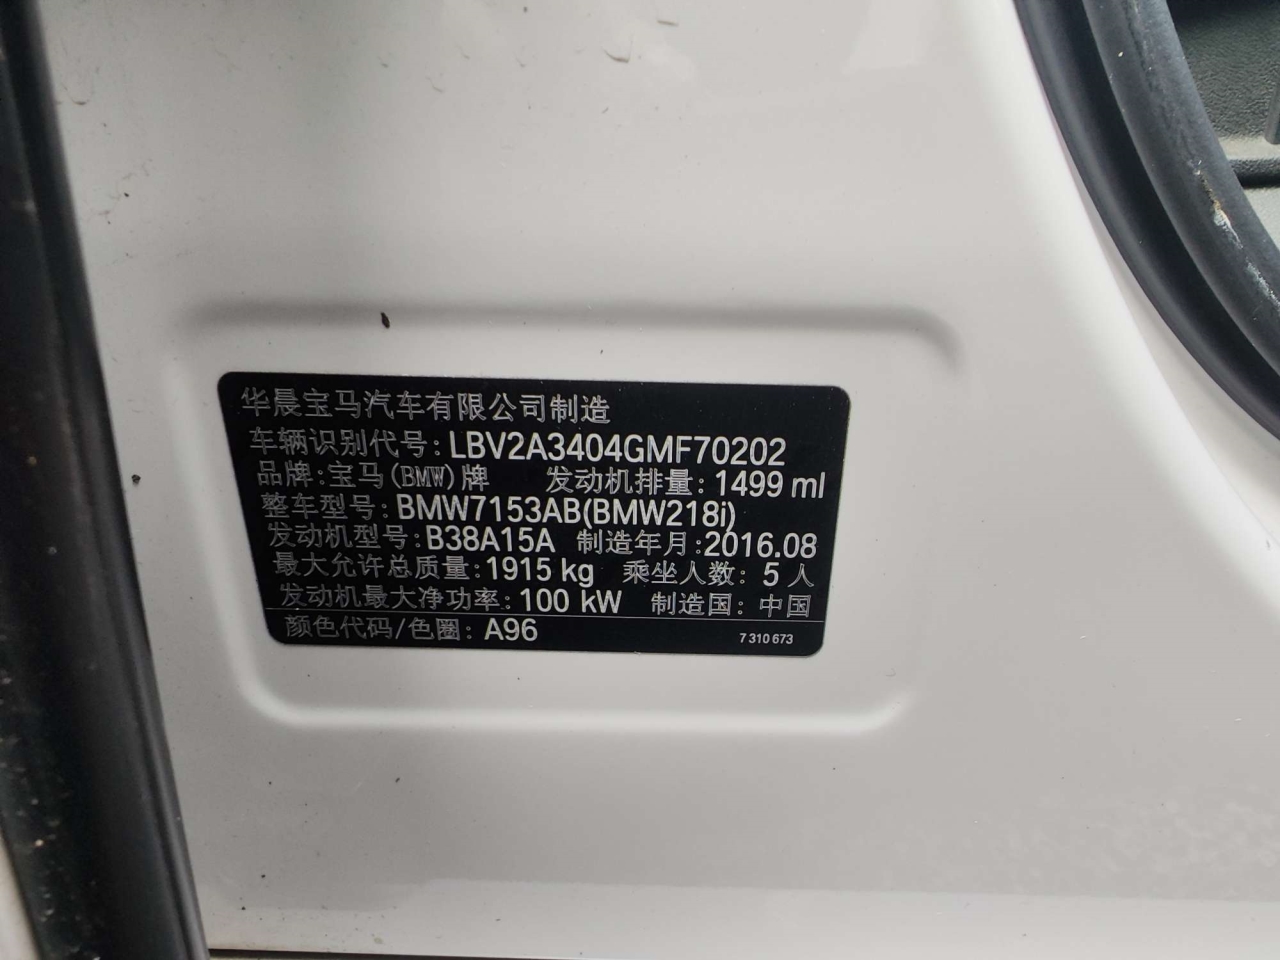 华晨宝马汽车有限公司制造
车辆识别代号: LBV2A3404GMF70202
品牌: 宝马(BMW)牌 发动机排量: 1499 ml
整车型号: BMW7153AB(BMW218i)
发动机型号: B38A15A 制造年月: 2016.08
最大允许总质量: 1915 kg 乘坐人数: 5 人
发动机最大净功率: 100 kW 制造国: 中国
颜色代码/色圈: A96 7 310 673